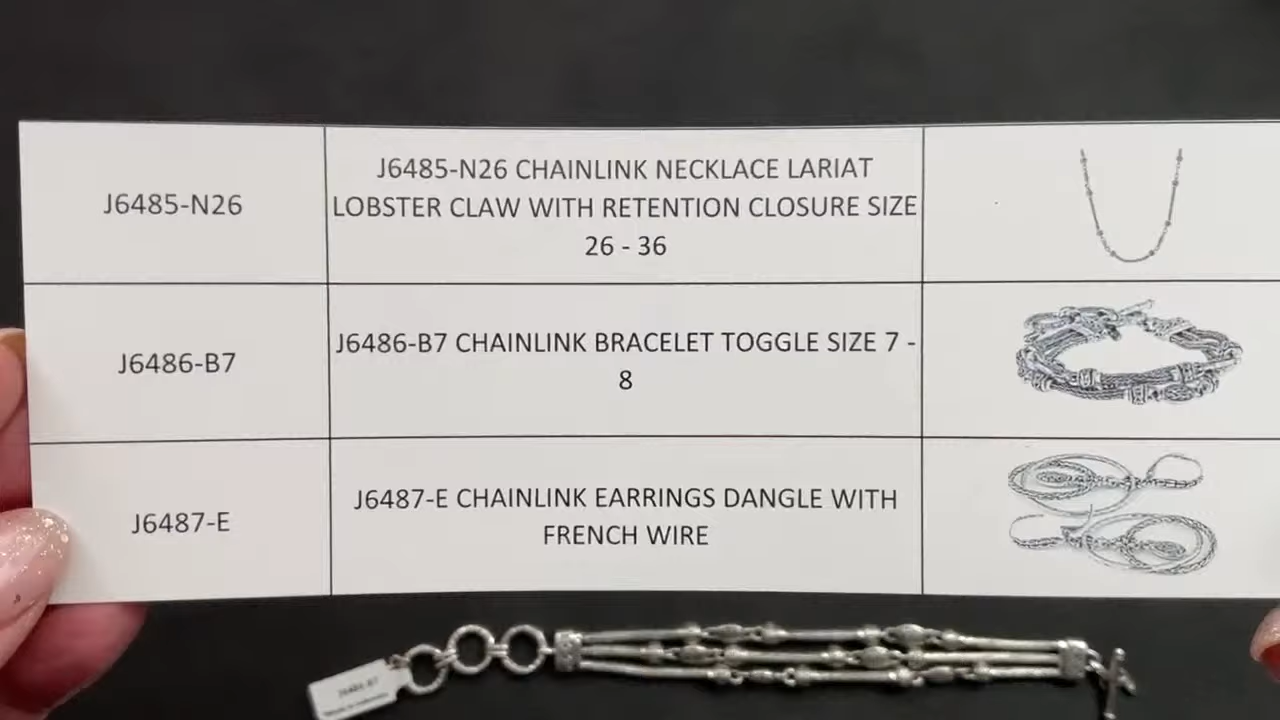 J6485-N26
J6485-N26 CHAINLINK NECKLACE LARIAT
LOBSTER CLAW WITH RETENTION CLOSURE SIZE
26 - 36
J6486-B7
J6486-B7 CHAINLINK BRACELET TOGGLE SIZE 7 -
8
J6487-E
J6487-E CHAINLINK EARRINGS DANGLE WITH
FRENCH WIRE